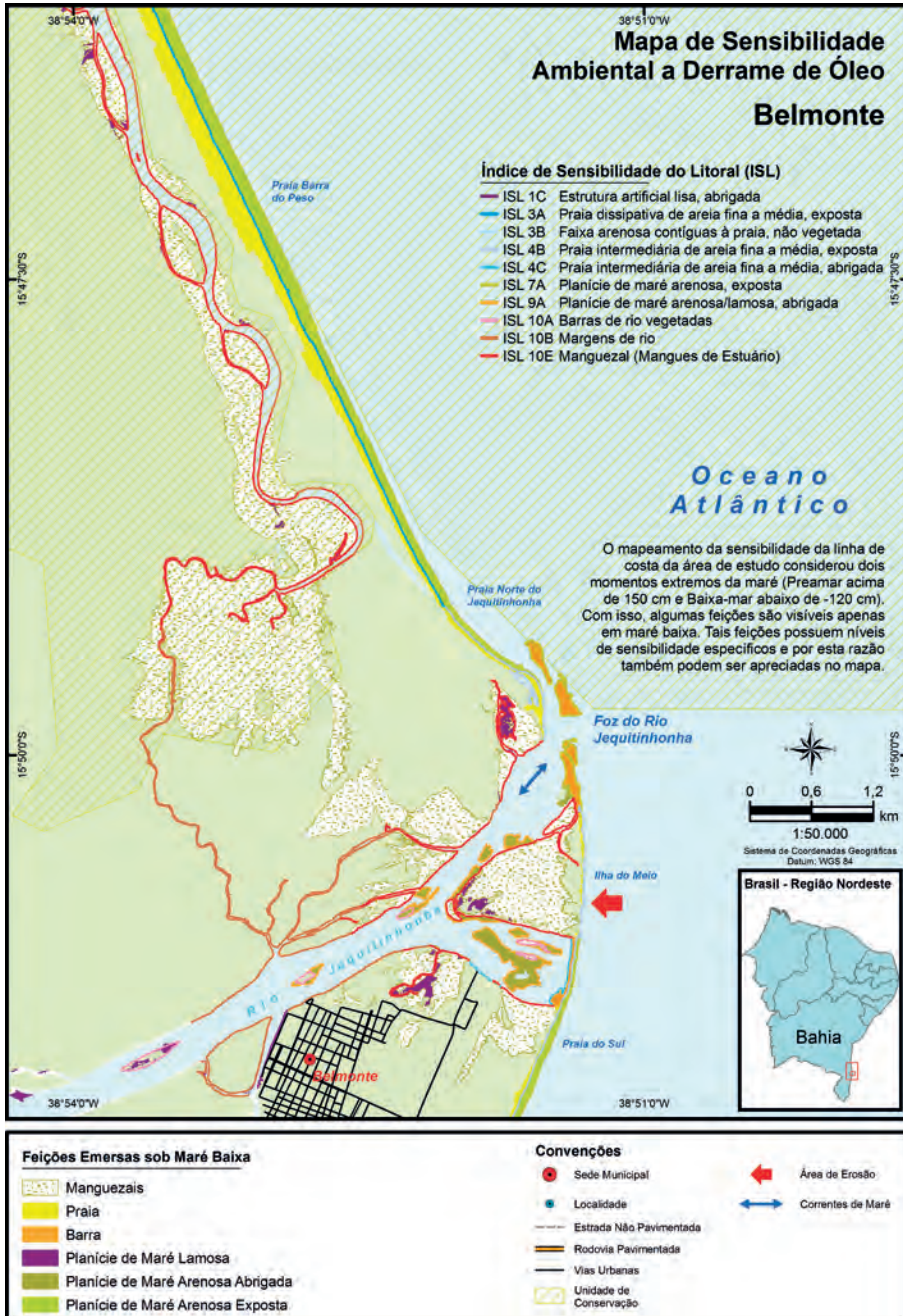 38°54'0"W
38°51'0"W
Mapa de Sensibilidade
Ambiental a Derrame de Óleo
Belmonte
Índice de Sensibilidade do Litoral (ISL)
ISL 1C Estrutura artificial lisa, abrigada
ISL 3A Praia dissipativa de areia fina a média, exposta
ISL 3B Faixa arenosa contíguas à praia, não vegetada
ISL 4B Praia intermediária de areia fina a média, exposta
ISL 4C Praia intermediária de areia fina a média, abrigada
ISL 7A Planície de maré arenosa, exposta
ISL 9A Planície de maré arenosa/lamosa, abrigada
ISL 10A Barras de rio vegetadas
ISL 10B Margens de rio
ISL 10E Manguezal (Mangues de Estuário)
Praia Barra
do Peso
15°47'30"S
15°47'30"S
Oceano
Atlântico
O mapeamento da sensibilidade da linha de
costa da área de estudo considerou dois
momentos extremos da maré (Preamar acima
de 150 cm e Baixa-mar abaixo de -120 cm).
Com isso, algumas feições são visíveis apenas
em maré baixa. Tais feições possuem níveis
de sensibilidade especificos e por esta razão
também podem ser apreciadas no mapa.
Praia Norte do
Jequitinhonha
Foz do Rio
Jequitinhonha
15°50'0"S
15°50'0"S
0 0,6 1,2
km
1:50.000
Sistema de Coordenadas Geográficas
Datum: WGS 84
Ilha do Meio
Brasil - Região Nordeste
Bahia
Rio Jaquitinhonha
Praia do Sul
Belmonte
38°54'0"W
38°51'0"W
Feições Emersas sob Maré Baixa
Manguezais
Praia
Barra
Planície de Maré Lamosa
Planície de Maré Arenosa Abrigada
Planície de Maré Arenosa Exposta
Convenções
Sede Municipal
Localidade
Estrada Não Pavimentada
Rodovia Pavimentada
Vias Urbanas
Unidade de
Conservação
Área de Erosão
Correntes de Maré